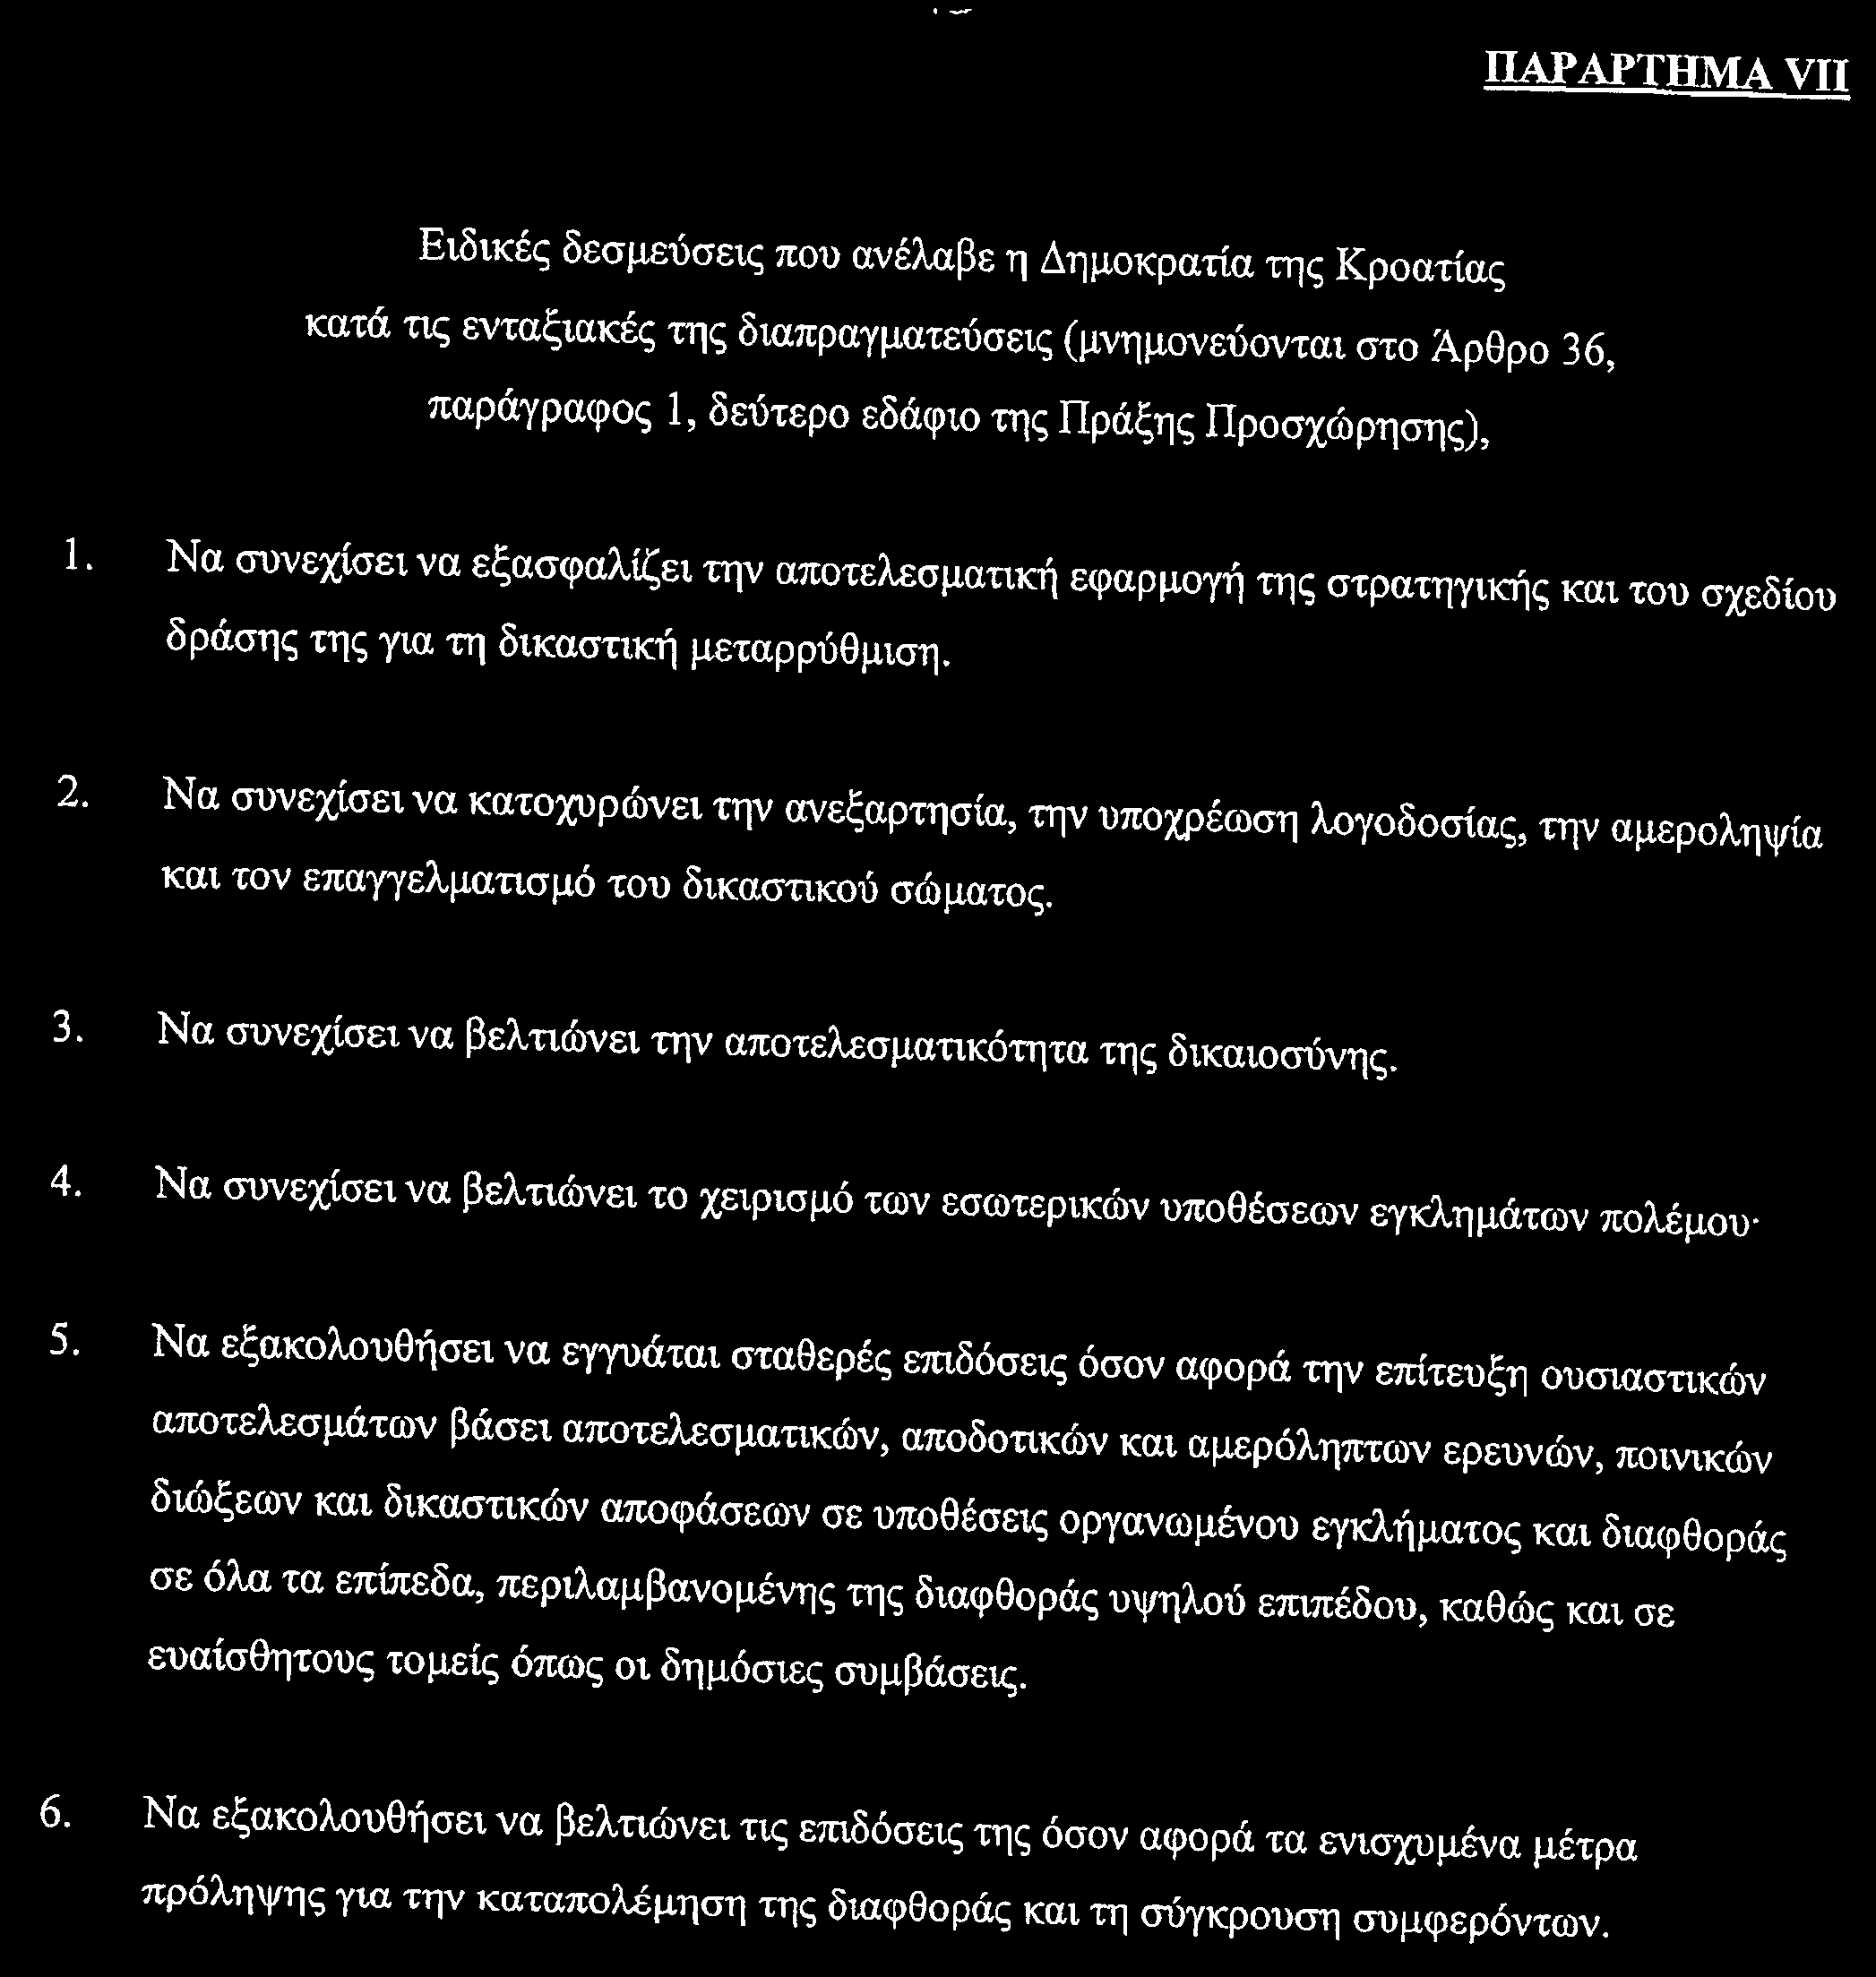 ΠΑΡΑΡΤΗΜΑ VII
Ειδικές δεσμεύσεις που ανέλαβε η Δημοκρατία της Κροατίας
κατά τις ενταξιακές της διαπραγματεύσεις (μνημονεύονται στο Άρθρο 36,
παράγραφος 1, δεύτερο εδάφιο της Πράξης Προσχώρησης),
1. Να συνεχίσει να εξασφαλίζει την αποτελεσματική εφαρμογή της στρατηγικής και του σχεδίου
δράσης της για τη δικαστική μεταρρύθμιση.
2. Να συνεχίσει να κατοχυρώνει την ανεξαρτησία, την υποχρέωση λογοδοσίας, την αμεροληψία
και τον επαγγελματισμό του δικαστικού σώματος.
3. Να συνεχίσει να βελτιώνει την αποτελεσματικότητα της δικαιοσύνης.
4. Να συνεχίσει να βελτιώνει το χειρισμό των εσωτερικών υποθέσεων εγκλημάτων πολέμου·
5. Να εξακολουθήσει να εγγυάται σταθερές επιδόσεις όσον αφορά την επίτευξη ουσιαστικών
αποτελεσμάτων βάσει αποτελεσματικών, αποδοτικών και αμερόληπτων ερευνών, ποινικών
διώξεων και δικαστικών αποφάσεων σε υποθέσεις οργανωμένου εγκλήματος και διαφθοράς
σε όλα τα επίπεδα, περιλαμβανομένης της διαφθοράς υψηλού επιπέδου, καθώς και σε
ευαίσθητους τομείς όπως οι δημόσιες συμβάσεις.
6. Να εξακολουθήσει να βελτιώνει τις επιδόσεις της όσον αφορά τα ενισχυμένα μέτρα
πρόληψης για την καταπολέμηση της διαφθοράς και τη σύγκρουση συμφερόντων.